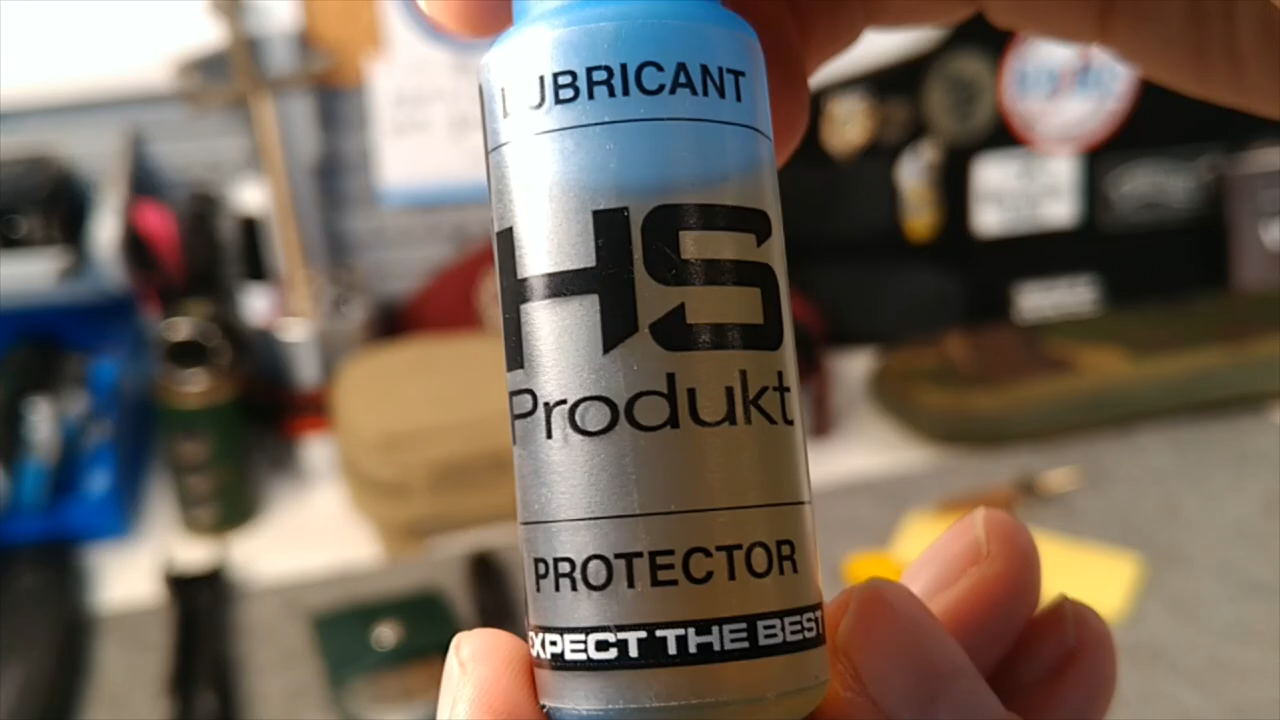 LUBRICANT
HS
Produkt
PROTECTOR
EXPECT THE BEST